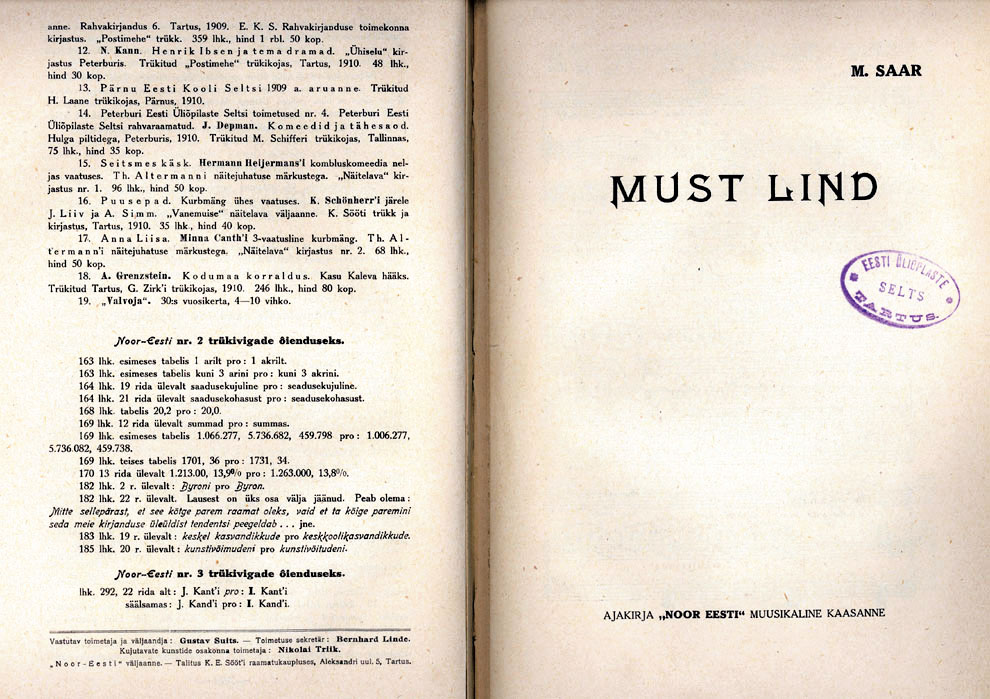 anne. Rahvakirjandus 6. Tartus, 1909. E. K. S. Rahvakirjanduse toimekonna
kirjastus. „Postimehe“ trükk. 359 lhk., hind 1 rbl. 50 kop.
12. N. Kann. Henrik Ibsen ja tema dramad. „Ühiselu“ kir-
jastus Peterburis. Trükitud „Postimehe“ trükikojas, Tartus, 1910. 48 lhk.,
hind 30 kop.
13. Pärnu Eesti Kooli Seltsi 1909 a. aruanne. Trükitud
H. Laane trükikojas, Pärnus, 1910.
14. Peterburi Eesti Üliõpilaste Seltsi toimetused nr. 4. Peterburi Eesti
Üliõpilaste Seltsi rahvaraamatud. J. Depman. Komeedid ja tähesaod.
Hulga piltidega, Peterburis, 1910. Trükitud M. Schifferi trükikojas, Tallinnas,
75 lhk., hind 35 kop.
15. Seitsmes käsk. Hermann Heijermans'i kombluskomeedia nel-
jas vaatuses. Th. Altermanni näitejuhatuse märkustega. „Näitelava“ kir-
jastus nr. 1. 96 lhk., hind 50 kop.
16. Puusepad. Kurbmäng ühes vaatuses. K. Schönherr'i järele
J. Liiv ja A. Simm. „Vanemuise“ näitelava väljaanne. K. Sööti trükk ja
kirjastus, Tartus, 1910. 35 lhk., hind 40 kop.
17. Anna Liisa. Minna Canth'i 3-vaatusline kurbmäng. Th. Al-
termann'i näitejuhatuse märkustega. „Näitelava“ kirjastus nr. 2. 68 lhk.,
hind 50 kop.
18. A. Grenzstein. Kodumaa korraldus. Kasu Kaleva hääks.
Trükitud Tartus, G. Zirk'i trükikojas, 1910. 246 lhk., hind 80 kop.
19. „Valvoja“. 30:s vuosikerta, 4—10 vihko.
Noor-Eesti nr. 2 trükivigade õienduseks.
163 lhk. esimeses tabelis 1 arilt pro: 1 akrilt.
163 lhk. esimeses tabelis kuni 3 arini pro: kuni 3 akrini.
164 lhk. 19 rida ülevalt saadusekujuline pro: seadusekujuline.
164 lhk. 21 rida ülevalt saadusekohasust pro: seadusekohasust.
168 lhk. tabelis 20,2 pro: 20,0.
169 lhk. 12 rida ülevalt summad pro: summas.
169 lhk. esimeses tabelis 1.066.277, 5.736.682, 459.798 pro: 1.006.277,
5.736.082, 459.738.
169 lhk. teises tabelis 1701, 36 pro: 1731, 34.
170 13 rida ülevalt 1.213.00, 13,9% pro: 1.263.000, 13,8%.
182 lhk. 2 r. ülevalt: Byroni pro Byron.
182 lhk. 22 r. ülevalt. Lausest on üks osa välja jäänud. Peab olema:
Mitte sellepärast, et see kõige parem raamat oleks, vaid et ta kõige paremini
seda meie kirjanduse üleüldist tendentsi peegeldab ... jne.
183 lhk. 19 r. ülevalt: keskel kasvandikkude pro keskkoolikasvandikkude.
185 lhk. 20 r. ülevalt: kunstivõimudeni pro kunstivõitudeni.
Noor-Eesti nr. 3 trükivigade õienduseks.
lhk. 292, 22 rida alt: J. Kant'i pro: I. Kant'i
säälsamas: J. Kand'i pro: I. Kand'i.
Vastutav toimetaja ja väljaandja: Gustav Suits. — Toimetuse sekretär: Bernhard Linde.
Kujutavate kunstide osakonna toimetaja: Nikolai Triik.
„Noor-Eesti“ väljaanne. — Talitus K. E. Sööt'i raamatukaupluses, Aleksandri uul. 5, Tartus.
M. SAAR
MUST LIND
EESTI ÜLIÕPLASTE
SELTS
TARTUS.
AJAKIRJA „NOOR EESTI“ MUUSIKALINE KAASANNE